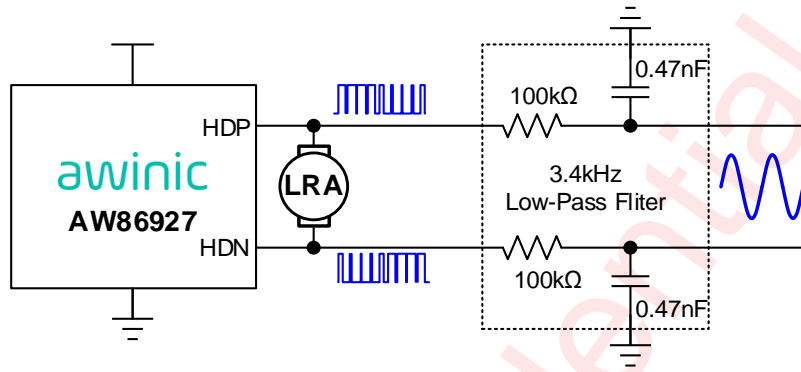 0.47nF
100kΩ
HDP
awinic
AW86927
LRA
3.4kHz
Low-Pass Fliter
HDN
100kΩ
0.47nF